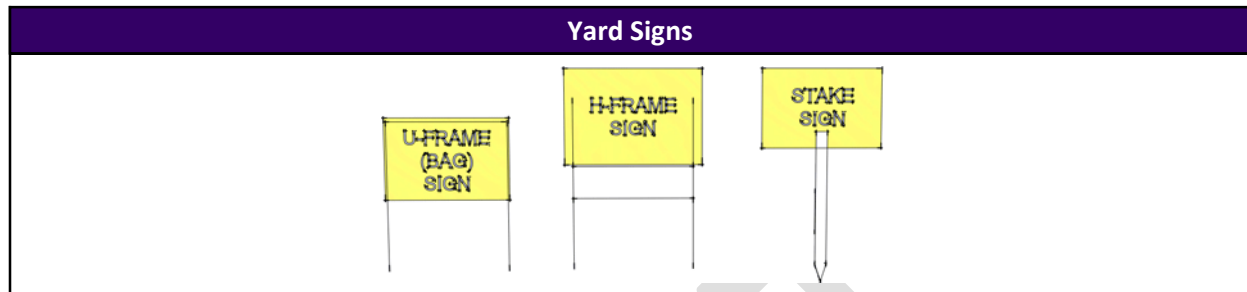 Yard Signs
U-FRAME
(BAG)
SIGN
H-FRAME
SIGN
STAKE
SIGN